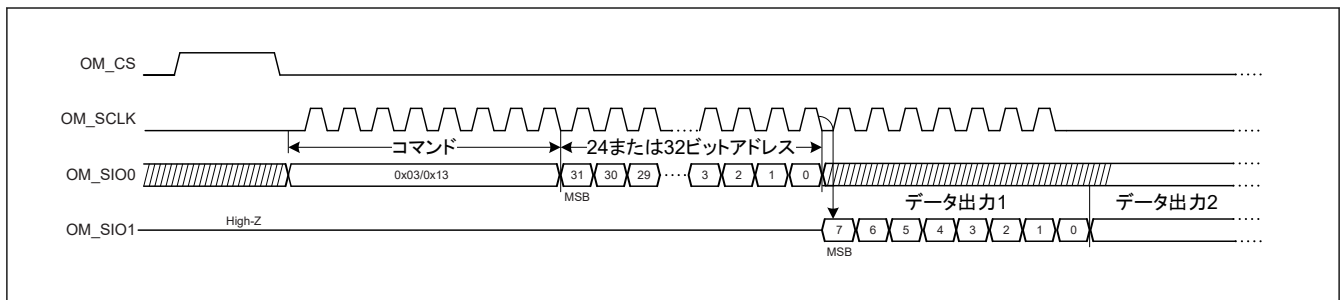 OM_CS
OM_SCLK
コマンド
24または32ビットアドレス
OM_SIO0
0x03/0x13
31 30 29 ····· 3 2 1 0
MSB
データ出力1
データ出力2
OM_SIO1
High-Z
7 6 5 4 3 2 1 0
MSB